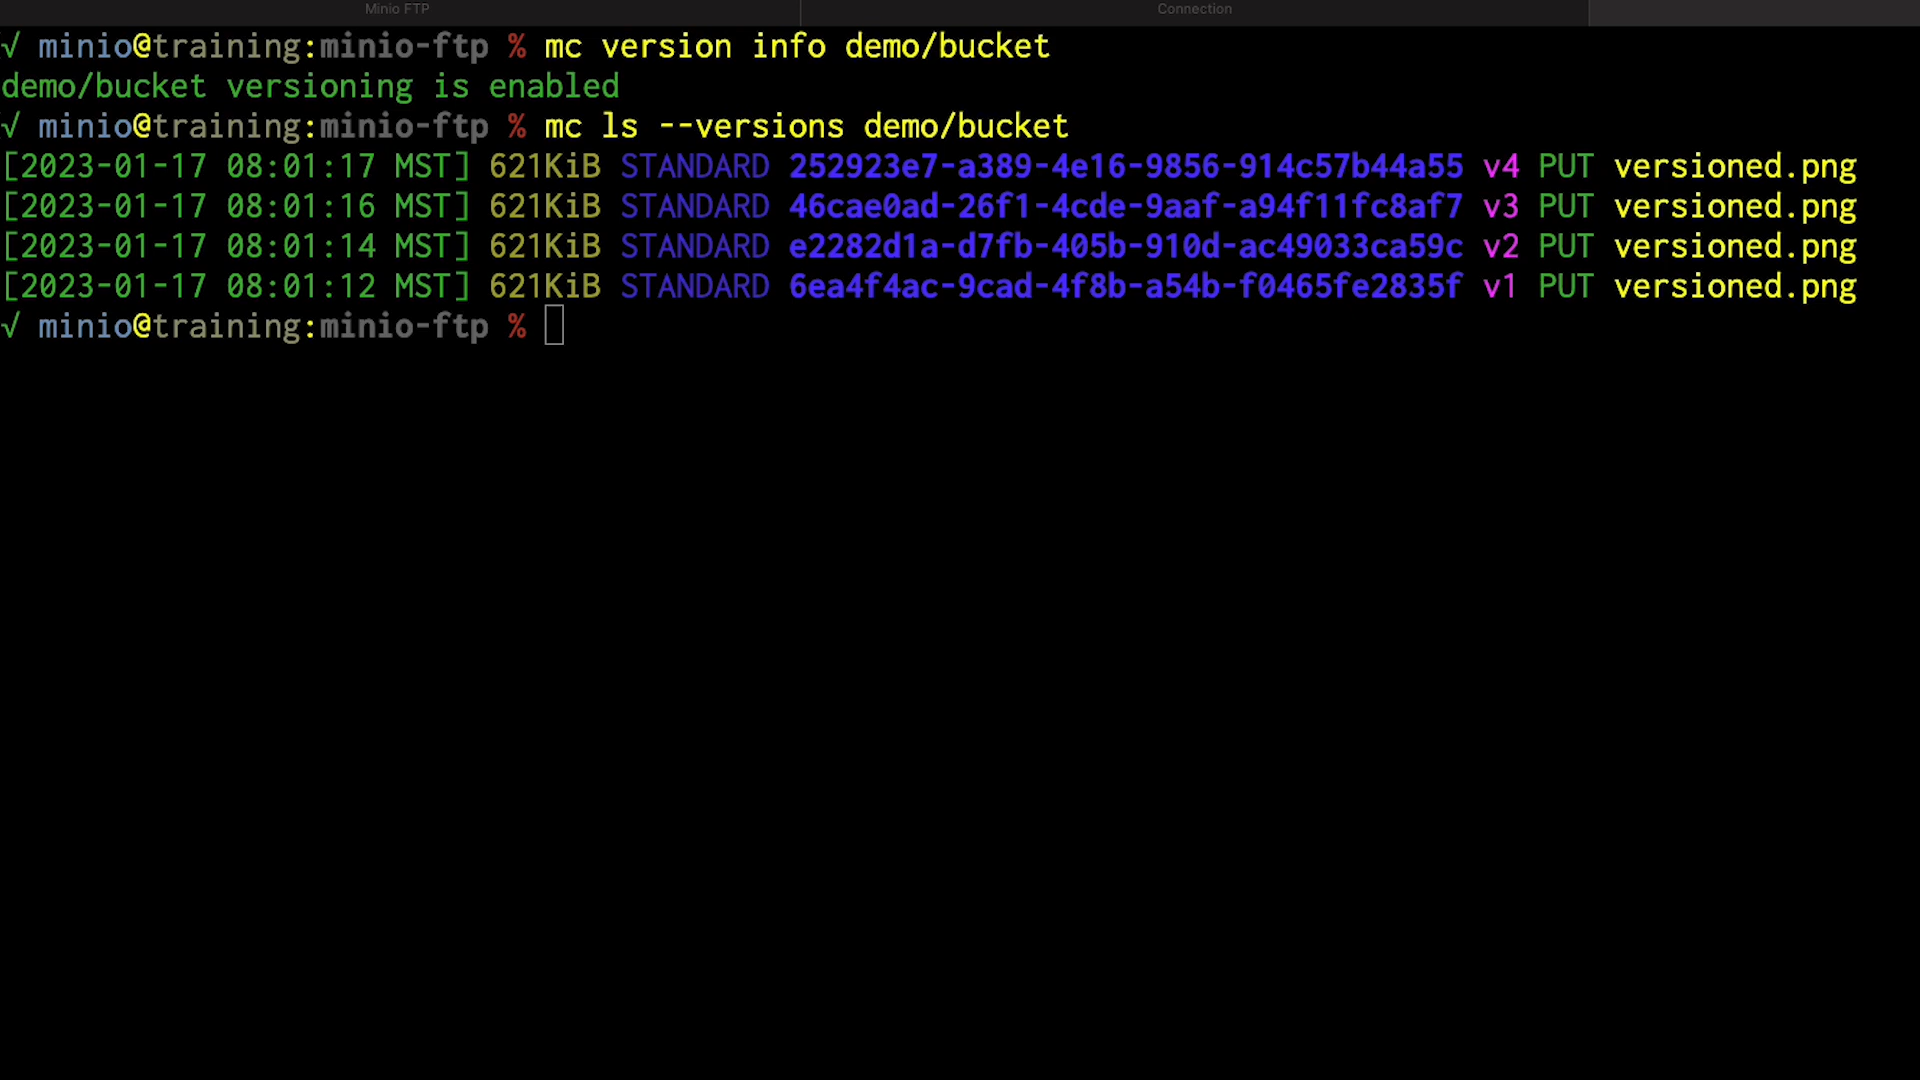 Minio FTP
Connection
√ minio@training:minio-ftp % mc version info demo/bucket
demo/bucket versioning is enabled
√ minio@training:minio-ftp % mc ls --versions demo/bucket
[2023-01-17 08:01:17 MST] 621KiB STANDARD 252923e7-a389-4e16-9856-914c57b44a55 v4 PUT versioned.png
[2023-01-17 08:01:16 MST] 621KiB STANDARD 46cae0ad-26f1-4cde-9aaf-a94f11fc8af7 v3 PUT versioned.png
[2023-01-17 08:01:14 MST] 621KiB STANDARD e2282d1a-d7fb-405b-910d-ac49033ca59c v2 PUT versioned.png
[2023-01-17 08:01:12 MST] 621KiB STANDARD 6ea4f4ac-9cad-4f8b-a54b-f0465fe2835f v1 PUT versioned.png
√ minio@training:minio-ftp %